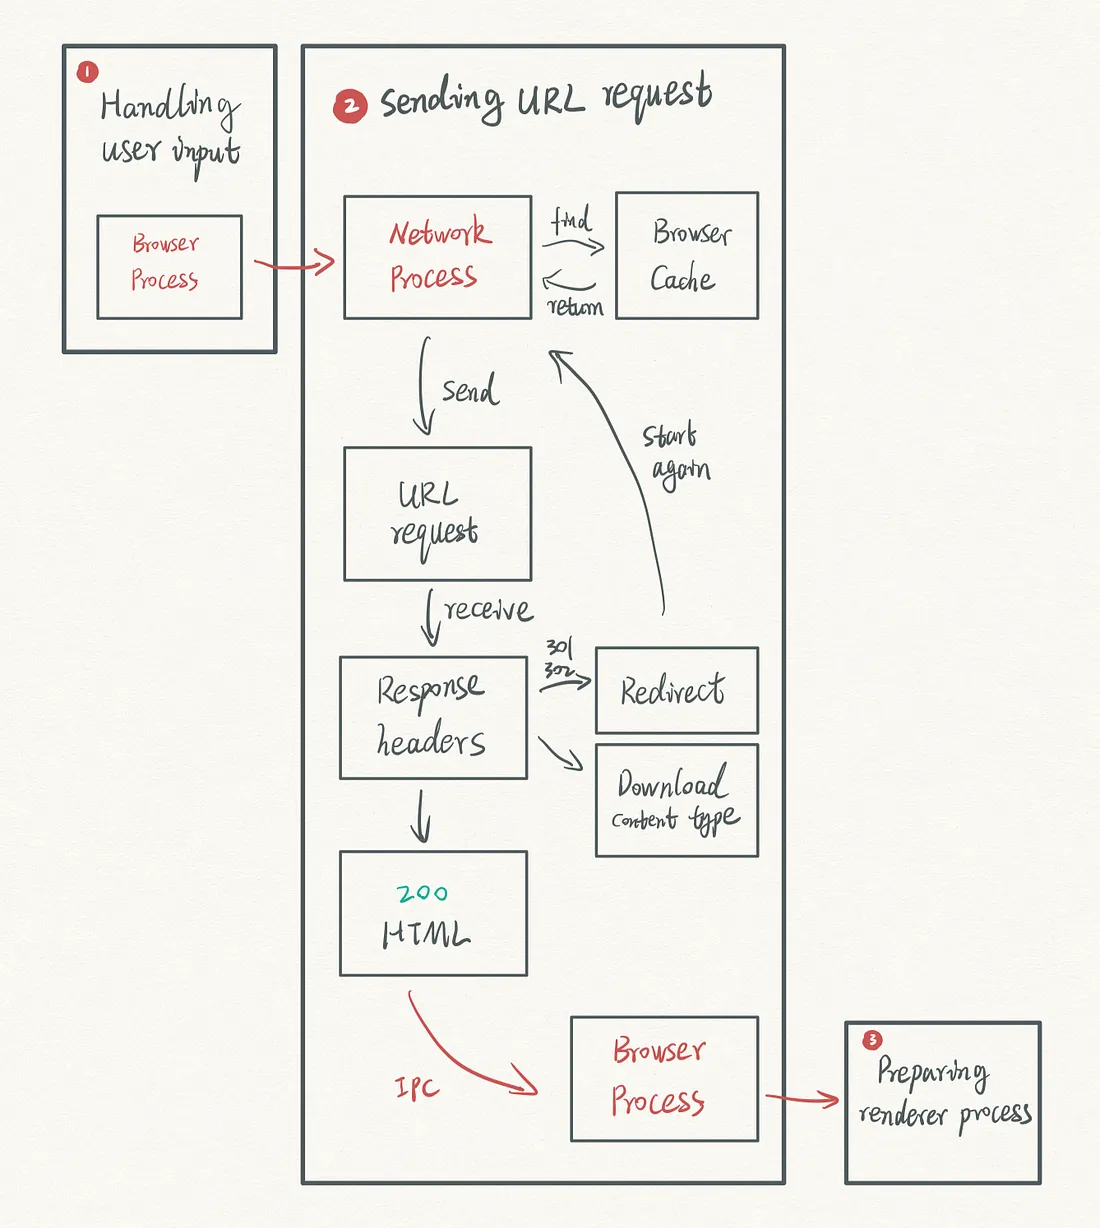 1
Handling
user input
Browser
Process
2 Sending URL request
Network
Process
find
return
Browser
Cache
send
start
again
URL
request
receive
Response
headers
301
302
Redirect
Download
content type
200
HTML
IPC
Browser
Process
3
Preparing
renderer process